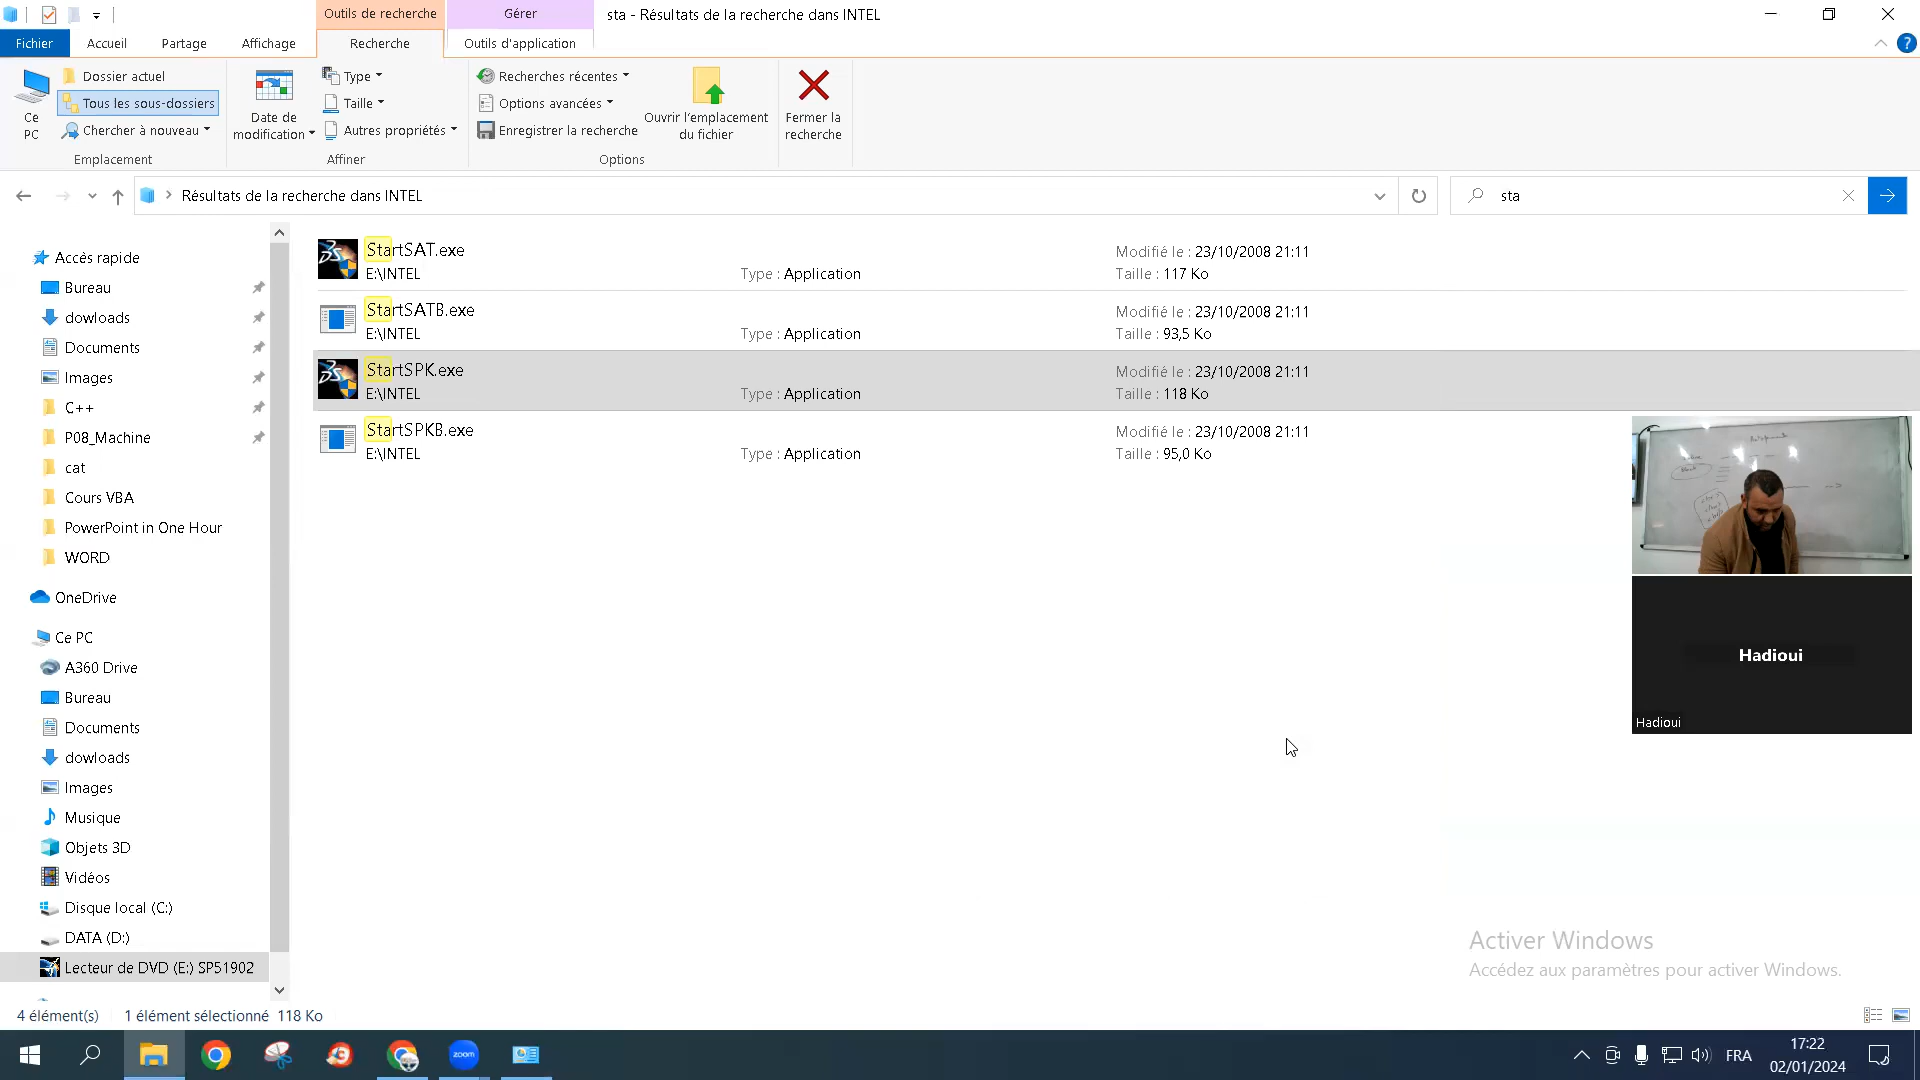 Outils de recherche
Gérer
sta - Résultats de la recherche dans INTEL
Fichier
Accueil
Partage
Affichage
Recherche
Outils d'application
Ce PC
Dossier actuel
Tous les sous-dossiers
Chercher à nouveau
Emplacement
Date de modification
Type
Taille
Autres propriétés
Affiner
Recherches récentes
Options avancées
Enregistrer la recherche
Ouvrir l'emplacement du fichier
Options
Fermer la recherche
Résultats de la recherche dans INTEL
sta
Accès rapide
Bureau
dowloads
Documents
Images
C++
P08_Machine
cat
Cours VBA
PowerPoint in One Hour
WORD
OneDrive
Ce PC
A360 Drive
Bureau
Documents
dowloads
Images
Musique
Objets 3D
Vidéos
Disque local (C:)
DATA (D:)
Lecteur de DVD (E:) SP51902
StartSAT.exe
E:\INTEL
Type : Application
Modifié le : 23/10/2008 21:11
Taille : 117 Ko
StartSATB.exe
E:\INTEL
Type : Application
Modifié le : 23/10/2008 21:11
Taille : 93,5 Ko
StartSPK.exe
E:\INTEL
Type : Application
Modifié le : 23/10/2008 21:11
Taille : 118 Ko
StartSPKB.exe
E:\INTEL
Type : Application
Modifié le : 23/10/2008 21:11
Taille : 95,0 Ko
Hadioui
Hadioui
Activer Windows
Accédez aux paramètres pour activer Windows.
4 élément(s)
1 élément sélectionné 118 Ko
zoom
FRA
17:22
02/01/2024